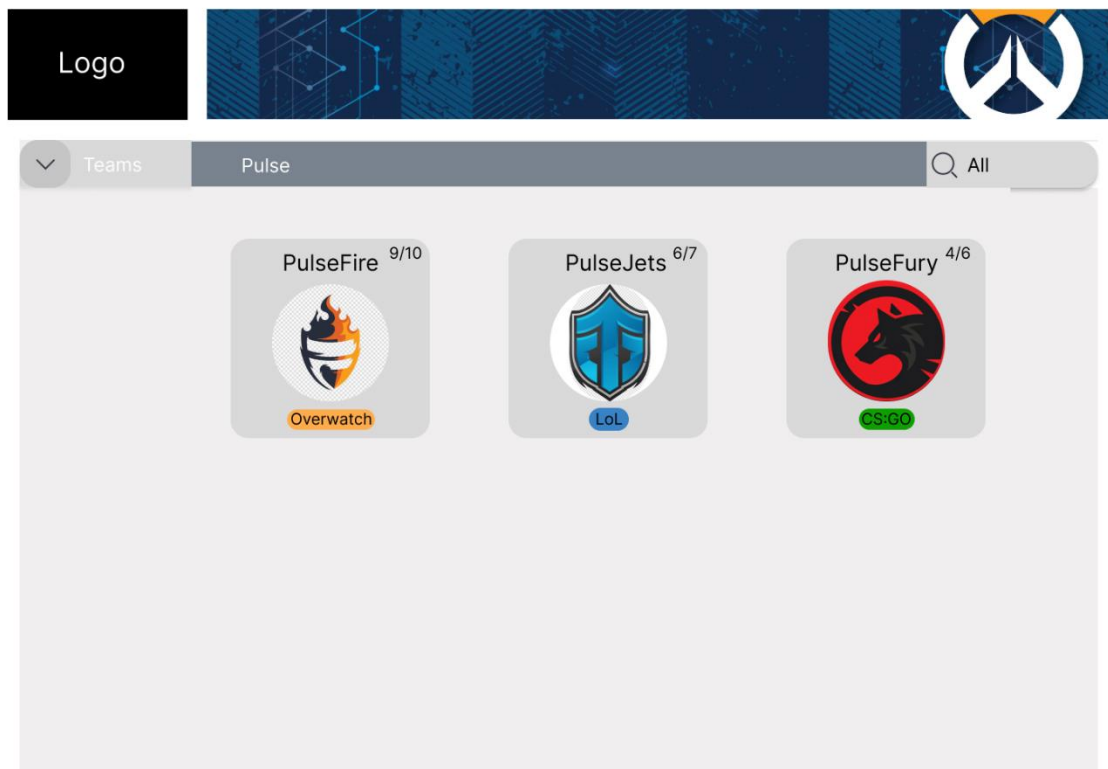 Logo
Teams
Pulse
All
PulseFire 9/10
Overwatch
PulseJets 6/7
LoL
PulseFury 4/6
CS:GO